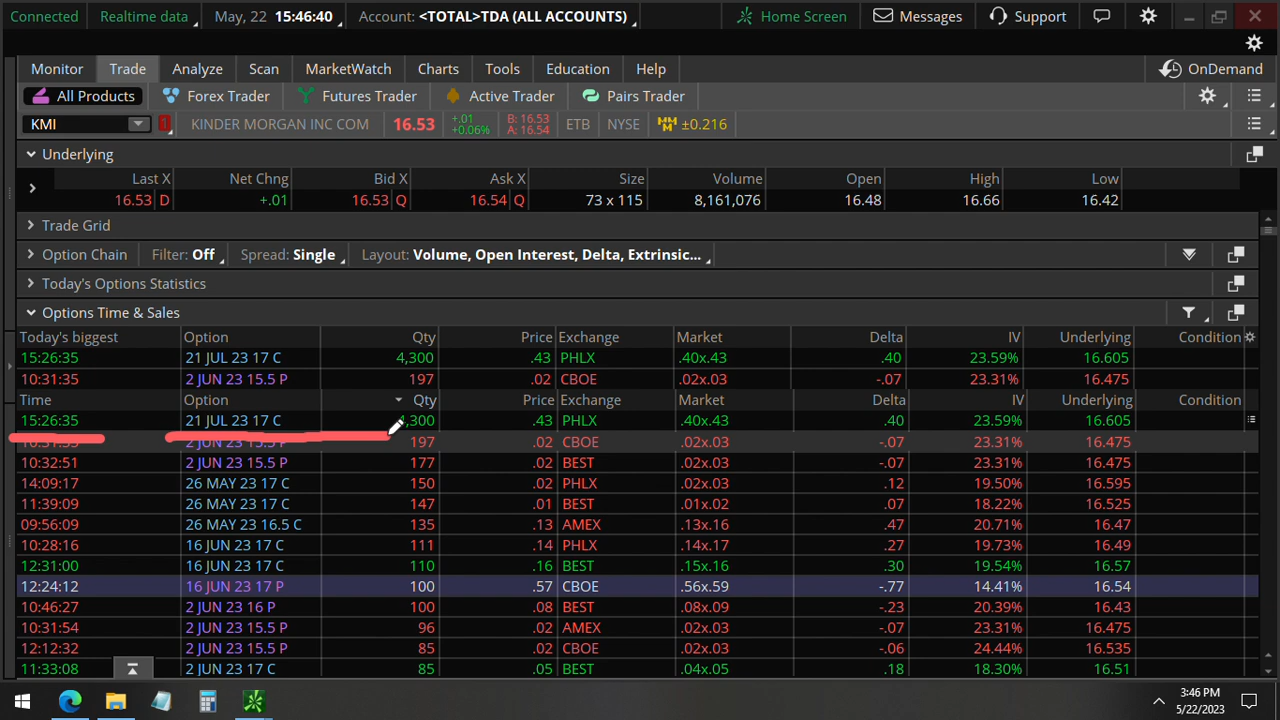 Connected Realtime data May, 22 15:46:40 Account: <TOTAL>TDA (ALL ACCOUNTS) Home Screen Messages Support
Monitor Trade Analyze Scan MarketWatch Charts Tools Education Help OnDemand
All Products Forex Trader Futures Trader Active Trader Pairs Trader
KMI 1 KINDER MORGAN INC COM 16.53 +.01 +0.06% B: 16.53 A: 16.54 ETB NYSE ±0.216
Underlying
Last X Net Chng Bid X Ask X Size Volume Open High Low
16.53 D +.01 16.53 Q 16.54 Q 73 x 115 8,161,076 16.48 16.66 16.42
Trade Grid
Option Chain Filter: Off Spread: Single Layout: Volume, Open Interest, Delta, Extrinsic...
Today's Options Statistics
Options Time & Sales
Today's biggest Option Qty Price Exchange Market Delta IV Underlying Condition
15:26:35 21 JUL 23 17 C 4,300 .43 PHLX .40x.43 .40 23.59% 16.605
10:31:35 2 JUN 23 15.5 P 197 .02 CBOE .02x.03 -.07 23.31% 16.475
Time Option Qty Price Exchange Market Delta IV Underlying Condition
15:26:35 21 JUL 23 17 C 4,300 .43 PHLX .40x.43 .40 23.59% 16.605
10:31:35 2 JUN 23 15.5 P 197 .02 CBOE .02x.03 -.07 23.31% 16.475
10:32:51 2 JUN 23 15.5 P 177 .02 BEST .02x.03 -.07 23.31% 16.475
14:09:17 26 MAY 23 17 C 150 .02 PHLX .02x.03 .12 19.50% 16.595
11:39:09 26 MAY 23 17 C 147 .01 BEST .01x.02 .07 18.22% 16.525
09:56:09 26 MAY 23 16.5 C 135 .13 AMEX .13x.16 .47 20.71% 16.47
10:28:16 16 JUN 23 17 C 111 .14 PHLX .14x.17 .27 19.73% 16.49
12:31:00 16 JUN 23 17 C 110 .16 BEST .15x.16 .30 19.54% 16.57
12:24:12 16 JUN 23 17 P 100 .57 CBOE .56x.59 -.77 14.41% 16.54
10:46:27 2 JUN 23 16 P 100 .08 BEST .08x.09 -.23 20.39% 16.43
10:31:54 2 JUN 23 15.5 P 96 .02 CBOE .02x.03 -.07 23.31% 16.475
12:12:32 2 JUN 23 15.5 P 85 .02 CBOE .02x.03 -.06 24.44% 16.535
11:33:08 2 JUN 23 17 C 85 .05 BEST .04x.05 .18 18.30% 16.51
3:46 PM
5/22/2023